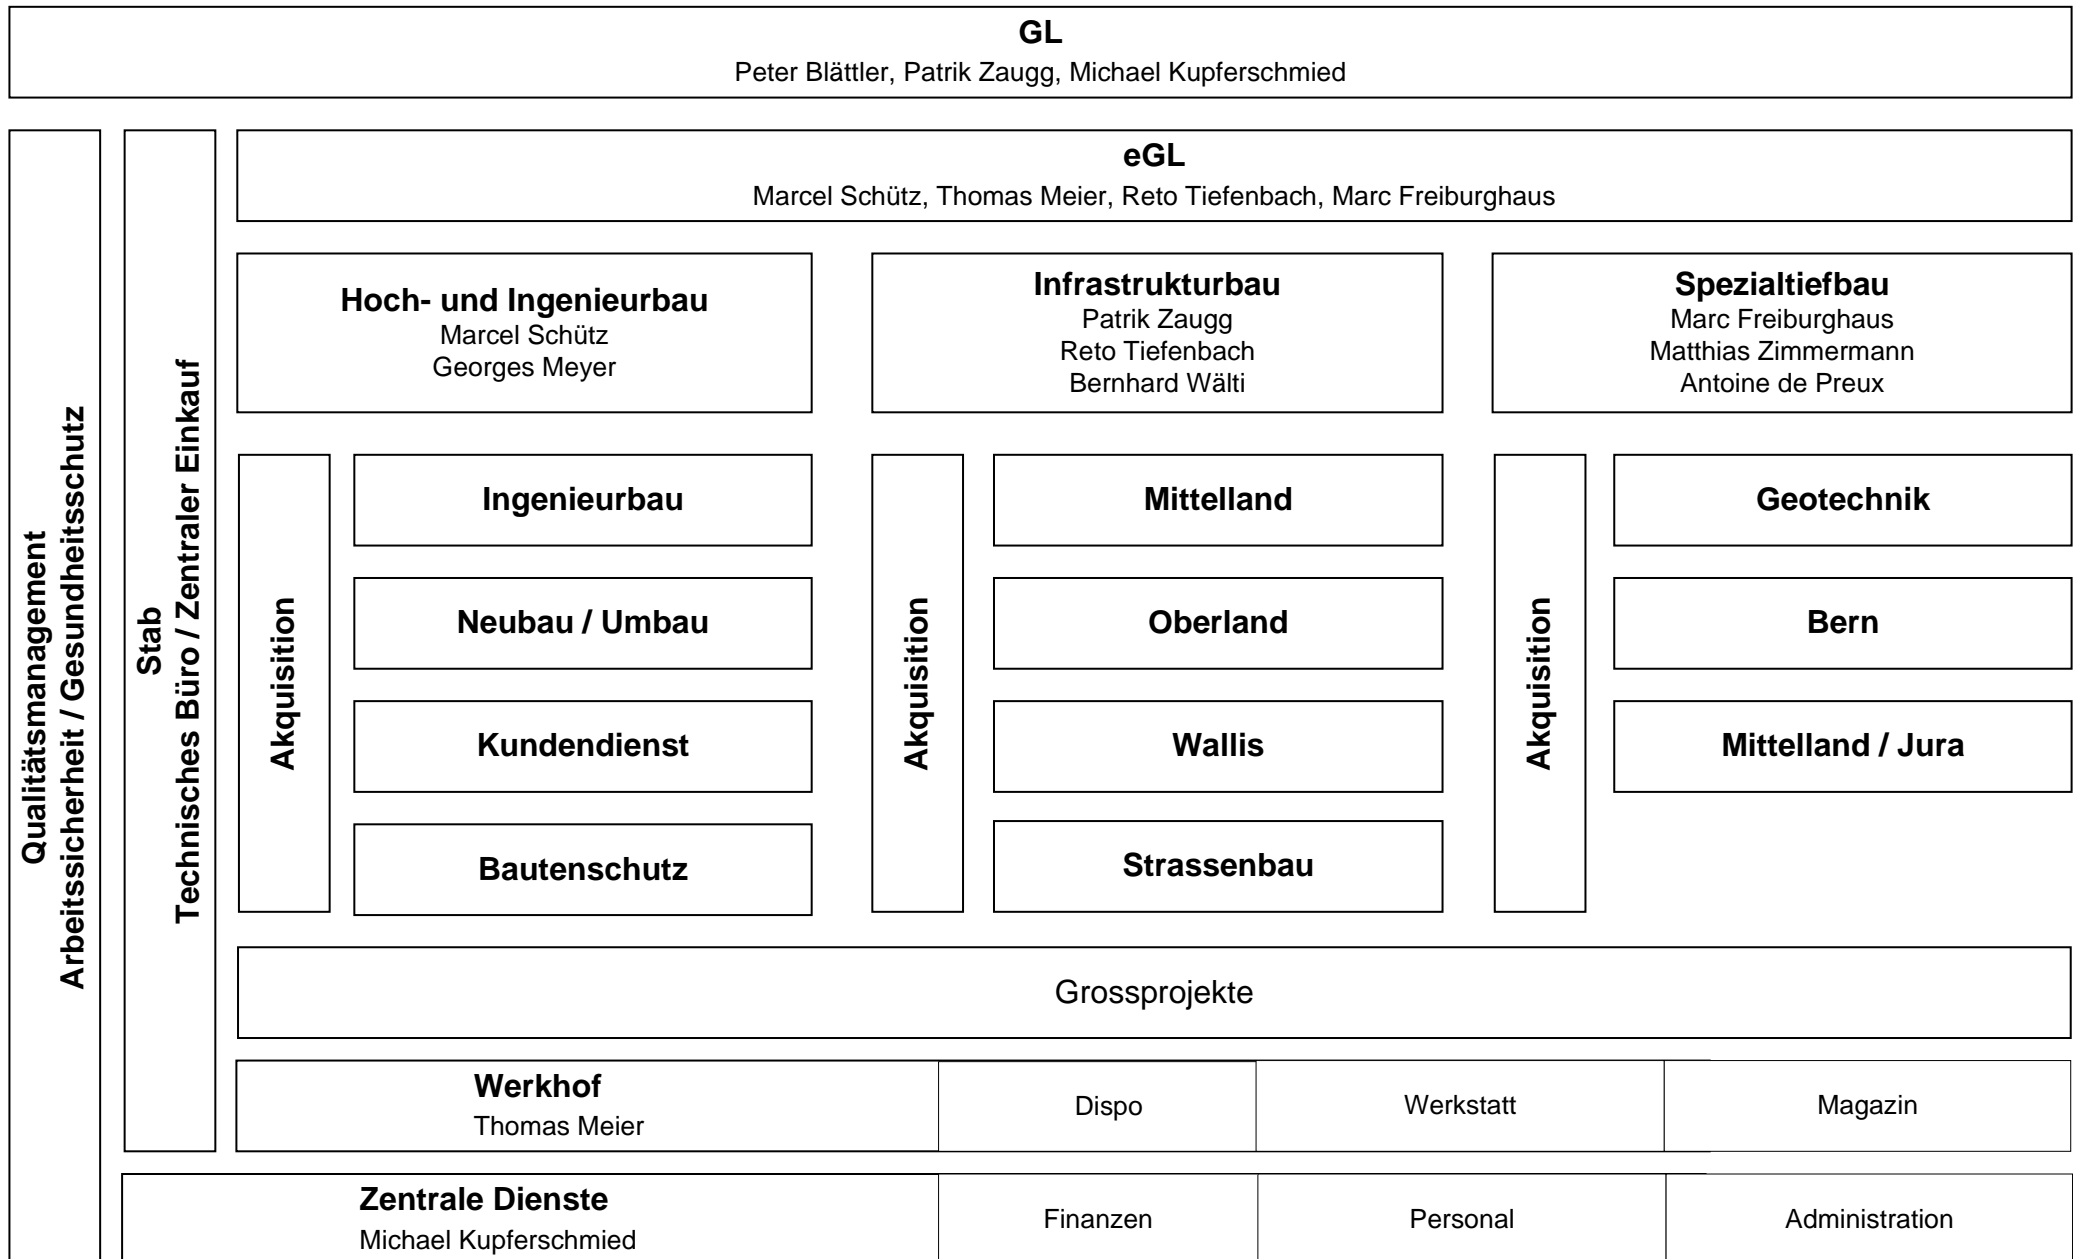 GL
Peter Blättler, Patrik Zaugg, Michael Kupferschmied
Qualitätsmanagement
Arbeitssicherheit / Gesundheitsschutz
Stab
Technisches Büro / Zentraler Einkauf
eGL
Marcel Schütz, Thomas Meier, Reto Tiefenbach, Marc Freiburghaus
Hoch- und Ingenieurbau
Marcel Schütz
Georges Meyer
Infrastrukturbau
Patrik Zaugg
Reto Tiefenbach
Bernhard Wälti
Spezialtiefbau
Marc Freiburghaus
Matthias Zimmermann
Antoine de Preux
Akquisition
Ingenieurbau
Neubau / Umbau
Kundendienst
Bautenschutz
Akquisition
Mittelland
Oberland
Wallis
Strassenbau
Akquisition
Geotechnik
Bern
Mittelland / Jura
Grossprojekte
Werkhof
Thomas Meier
Dispo
Werkstatt
Magazin
Zentrale Dienste
Michael Kupferschmied
Finanzen
Personal
Administration